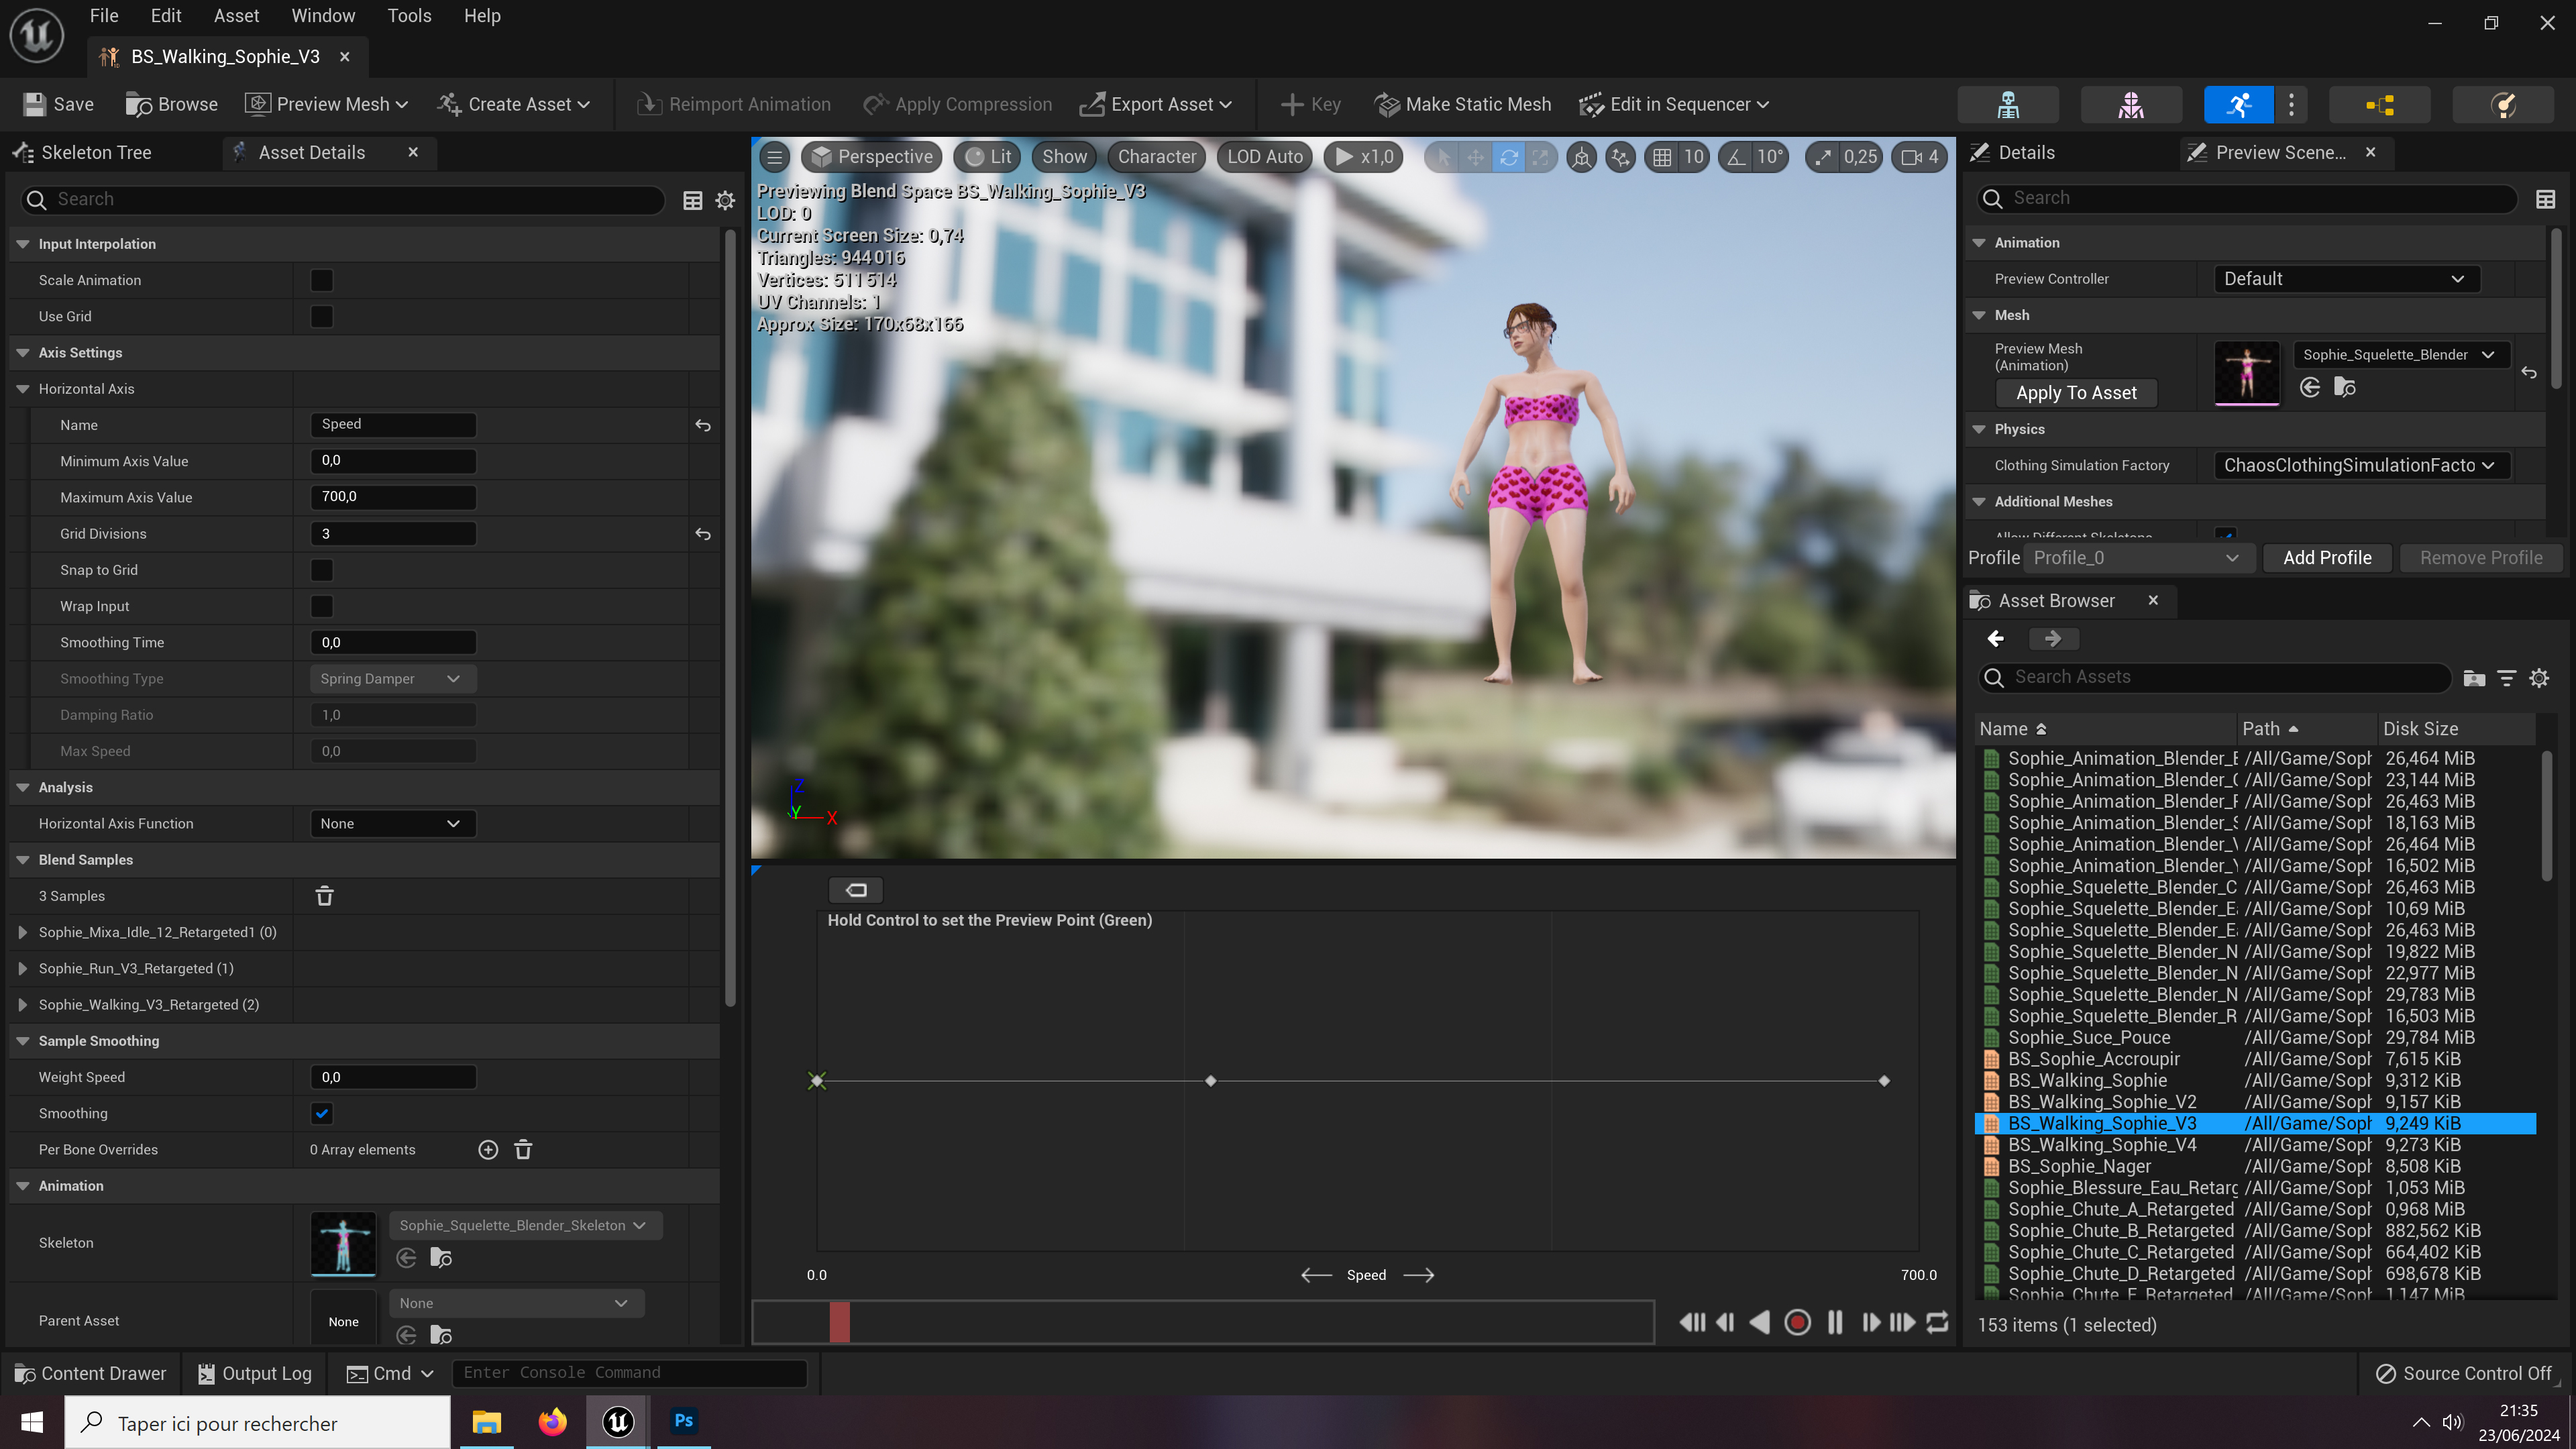 File Edit Asset Window Tools Help
BS_Walking_Sophie_V3
Save Browse Preview Mesh Create Asset Reimport Animation Apply Compression Export Asset Key Make Static Mesh Edit in Sequencer
Skeleton Tree Asset Details
Search
Input Interpolation
Scale Animation
Use Grid
Axis Settings
Horizontal Axis
Name Speed
Minimum Axis Value 0,0
Maximum Axis Value 700,0
Grid Divisions 3
Snap to Grid
Wrap Input
Smoothing Time 0,0
Smoothing Type Spring Damper
Damping Ratio 1,0
Max Speed 0,0
Analysis
Horizontal Axis Function None
Blend Samples
3 Samples
Sophie_Mixa_Idle_12_Retargeted1 (0)
Sophie_Run_V3_Retargeted (1)
Sophie_Walking_V3_Retargeted (2)
Sample Smoothing
Weight Speed 0,0
Smoothing
Per Bone Overrides 0 Array elements
Animation
Skeleton Sophie_Squelette_Blender_Skeleton
Parent Asset None None
Perspective Lit Show Character LOD Auto x1,0 10 10° 0,25 4
Previewing Blend Space BS_Walking_Sophie_V3
LOD: 0
Current Screen Size: 0,74
Triangles: 944 016
Vertices: 511 514
UV Channels: 1
Approx Size: 170x68x166
Z
Y X
Hold Control to set the Preview Point (Green)
0.0 Speed 700.0
Details Preview Scene...
Search
Animation
Preview Controller Default
Mesh
Preview Mesh
(Animation)
Apply To Asset
Sophie_Squelette_Blender
Physics
Clothing Simulation Factory ChaosClothingSimulationFacto
Additional Meshes
Allow Different Skeletons
Profile Profile_0 Add Profile Remove Profile
Asset Browser
Search Assets
Name Path Disk Size
Sophie_Animation_Blender_E /All/Game/Soph 26,464 MiB
Sophie_Animation_Blender_C /All/Game/Soph 23,144 MiB
Sophie_Animation_Blender_F /All/Game/Soph 26,463 MiB
Sophie_Animation_Blender_S /All/Game/Soph 18,163 MiB
Sophie_Animation_Blender_V /All/Game/Soph 26,464 MiB
Sophie_Animation_Blender_Y /All/Game/Soph 16,502 MiB
Sophie_Squelette_Blender_C /All/Game/Soph 26,463 MiB
Sophie_Squelette_Blender_E /All/Game/Soph 10,69 MiB
Sophie_Squelette_Blender_E /All/Game/Soph 26,463 MiB
Sophie_Squelette_Blender_N /All/Game/Soph 19,822 MiB
Sophie_Squelette_Blender_N /All/Game/Soph 22,977 MiB
Sophie_Squelette_Blender_N /All/Game/Soph 29,783 MiB
Sophie_Squelette_Blender_R /All/Game/Soph 16,503 MiB
Sophie_Suce_Pouce /All/Game/Soph 29,784 MiB
BS_Sophie_Accroupir /All/Game/Soph 7,615 KiB
BS_Walking_Sophie /All/Game/Soph 9,312 KiB
BS_Walking_Sophie_V2 /All/Game/Soph 9,157 KiB
BS_Walking_Sophie_V3 /All/Game/Soph 9,249 KiB
BS_Walking_Sophie_V4 /All/Game/Soph 9,273 KiB
BS_Sophie_Nager /All/Game/Soph 8,508 KiB
Sophie_Blessure_Eau_Retarg /All/Game/Soph 1,053 MiB
Sophie_Chute_A_Retargeted /All/Game/Soph 0,968 MiB
Sophie_Chute_B_Retargeted /All/Game/Soph 882,562 KiB
Sophie_Chute_C_Retargeted /All/Game/Soph 664,402 KiB
Sophie_Chute_D_Retargeted /All/Game/Soph 698,678 KiB
Sophie_Chute_E_Retargeted /All/Game/Soph 1,147 MiB
153 items (1 selected)
Content Drawer Output Log Cmd Enter Console Command Source Control Off
Taper ici pour rechercher Ps
21:35
23/06/2024